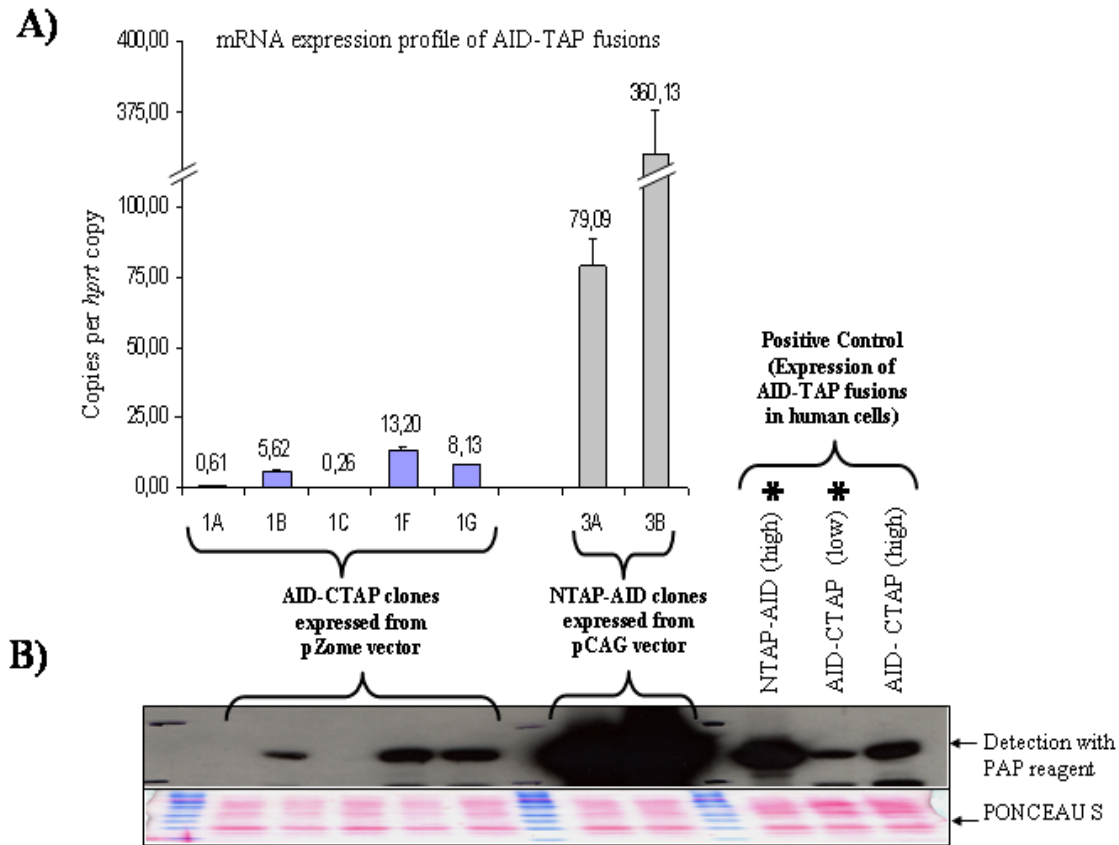 A)
mRNA expression profile of AID-TAP fusions
400,00
375,00
100,00
75,00
50,00
25,00
0,00
Copies per hprt copy
0,61
5,62
0,26
13,20
8,13
79,09
360,13
1A 1B 1C 1F 1G 3A 3B
AID-CTAP clones
expressed from
pZome vector
NTAP-AID clones
expressed from
pCAG vector
Positive Control
(Expression of
AID-TAP fusions
in human cells)
* *
NTAP-AID (high)
AID-CTAP (low)
AID- CTAP (high)
B)
Detection with
PAP reagent
PONCEAU S